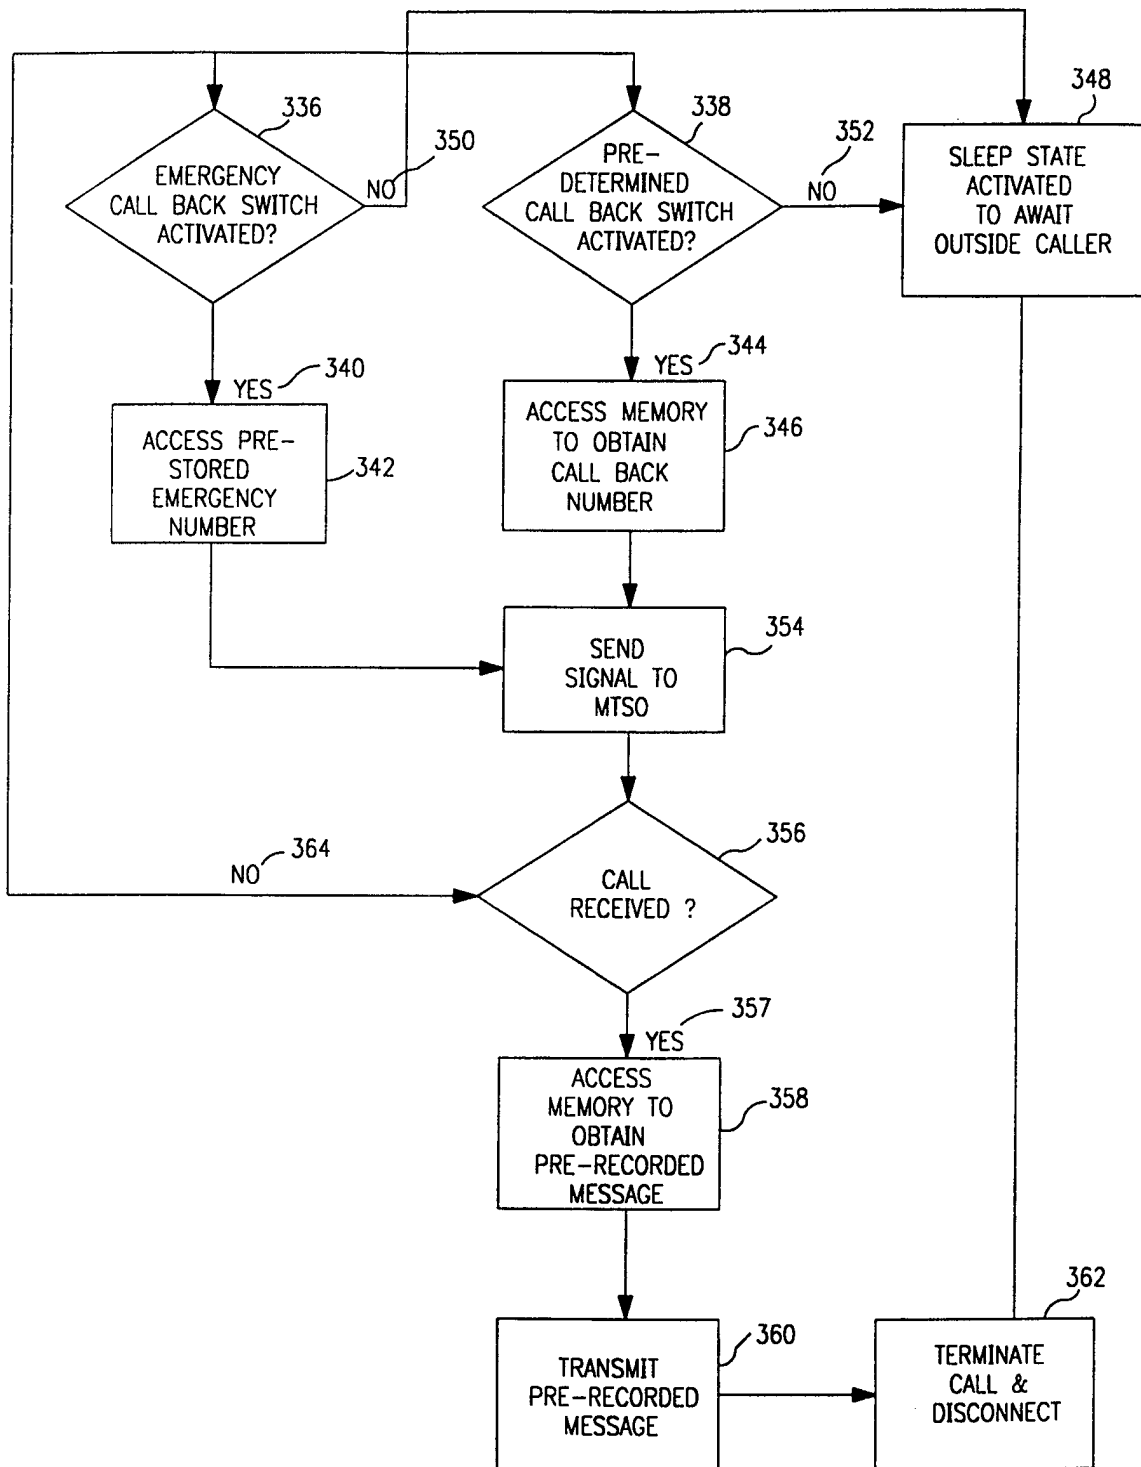 336
EMERGENCY
CALL BACK SWITCH
ACTIVATED?
350
NO
338
PRE-
DETERMINED
CALL BACK SWITCH
ACTIVATED?
352
NO
348
SLEEP STATE
ACTIVATED
TO AWAIT
OUTSIDE CALLER
340
YES
ACCESS PRE-
STORED
EMERGENCY
NUMBER
342
344
YES
ACCESS MEMORY
TO OBTAIN
CALL BACK
NUMBER
346
SEND
SIGNAL TO
MTSO
354
364
NO
CALL
RECEIVED ?
356
357
YES
ACCESS
MEMORY TO
OBTAIN
PRE-RECORDED
MESSAGE
358
TRANSMIT
PRE-RECORDED
MESSAGE
360
362
TERMINATE
CALL &
DISCONNECT